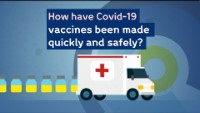 How have Covid-19
vaccines been made
quickly and safely?